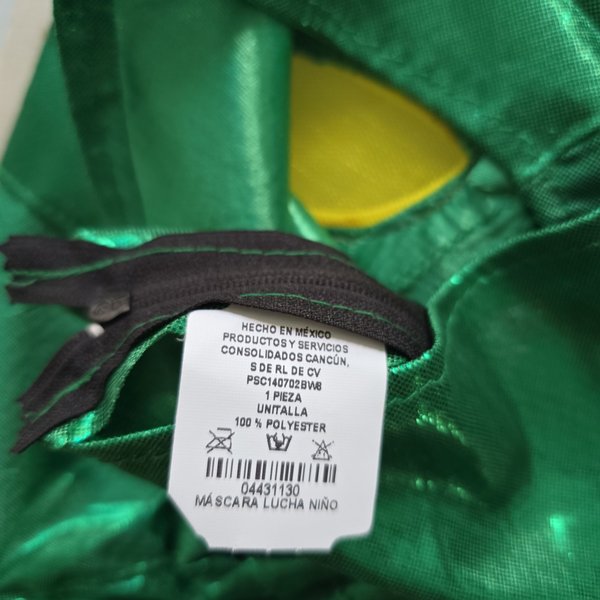 HECHO EN MÉXICO
PRODUCTOS Y SERVICIOS
CONSOLIDADOS CANCÚN,
S DE RL DE CV
PSC140702BW8
1 PIEZA
UNITALLA
100 % POLYESTER
04431130
MÁSCARA LUCHA NIÑO